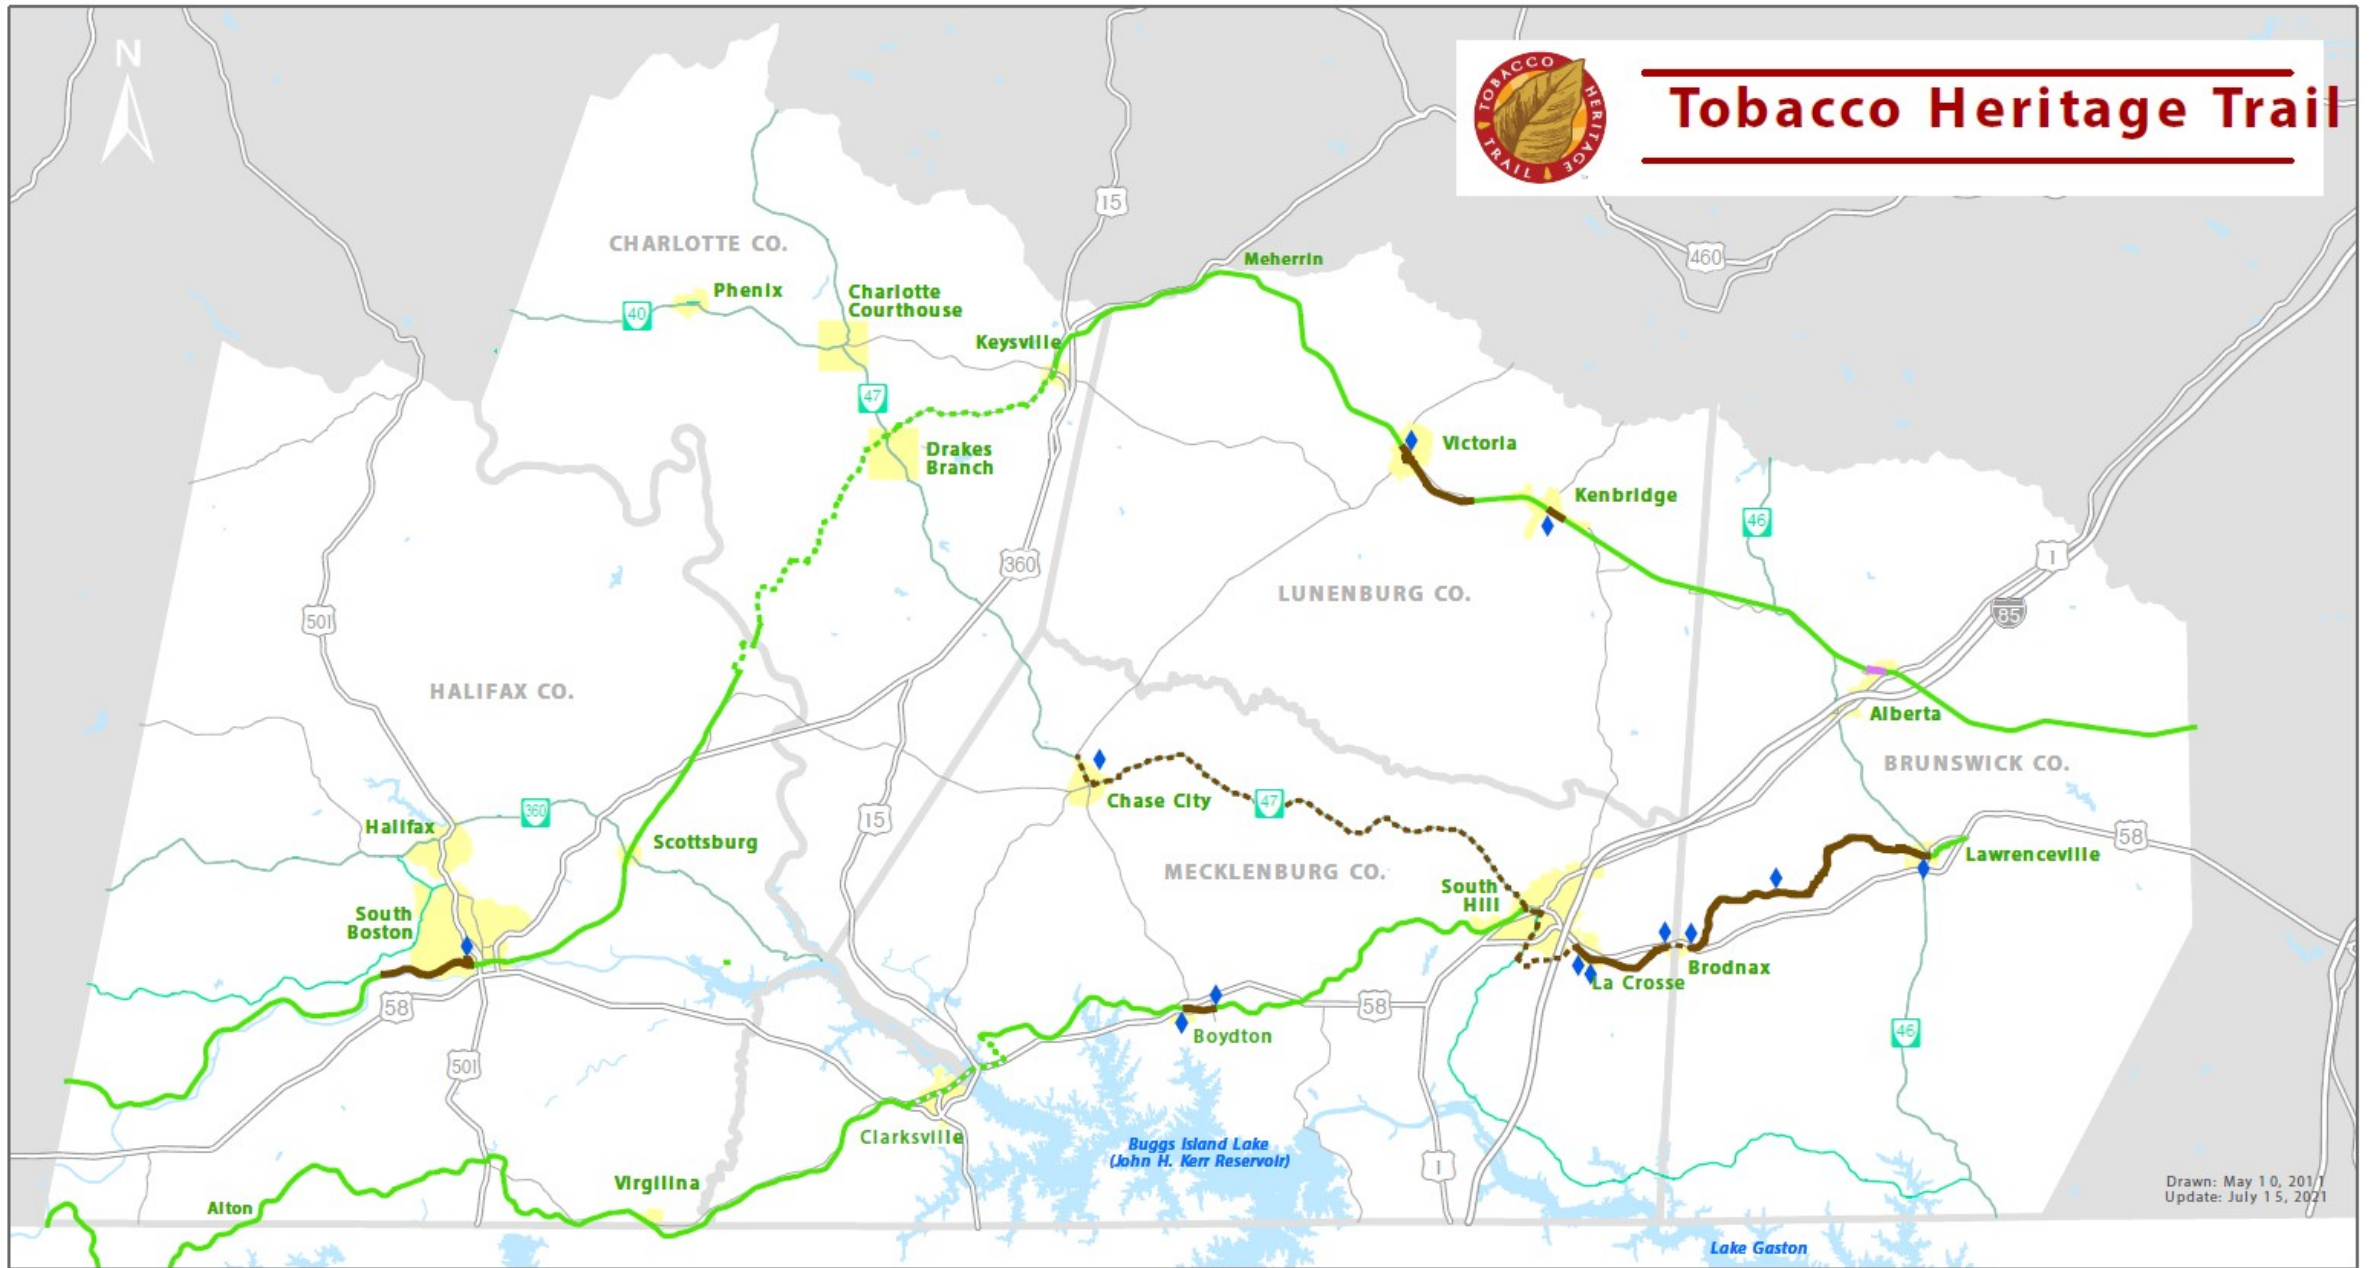 N
TOBACCO HERITAGE TRAIL
Tobacco Heritage Trail
15
460
CHARLOTTE CO.
Meherrin
Phenix
Charlotte
Courthouse
40
Keysville
47
Drakes
Branch
Victoria
Kenbridge
46
1
360
501
LUNENBURG CO.
85
HALIFAX CO.
Alberta
BRUNSWICK CO.
Chase City
47
360
15
Halifax
Scottsburg
58
Lawrenceville
MECKLENBURG CO.
South
Hill
South
Boston
Brodnax
La Crosse
58
58
Boydton
46
501
Clarksville
Buggs Island Lake
(John H. Kerr Reservoir)
1
Virgilina
Alton
Drawn: May 10, 2011
Update: July 15, 2021
Lake Gaston